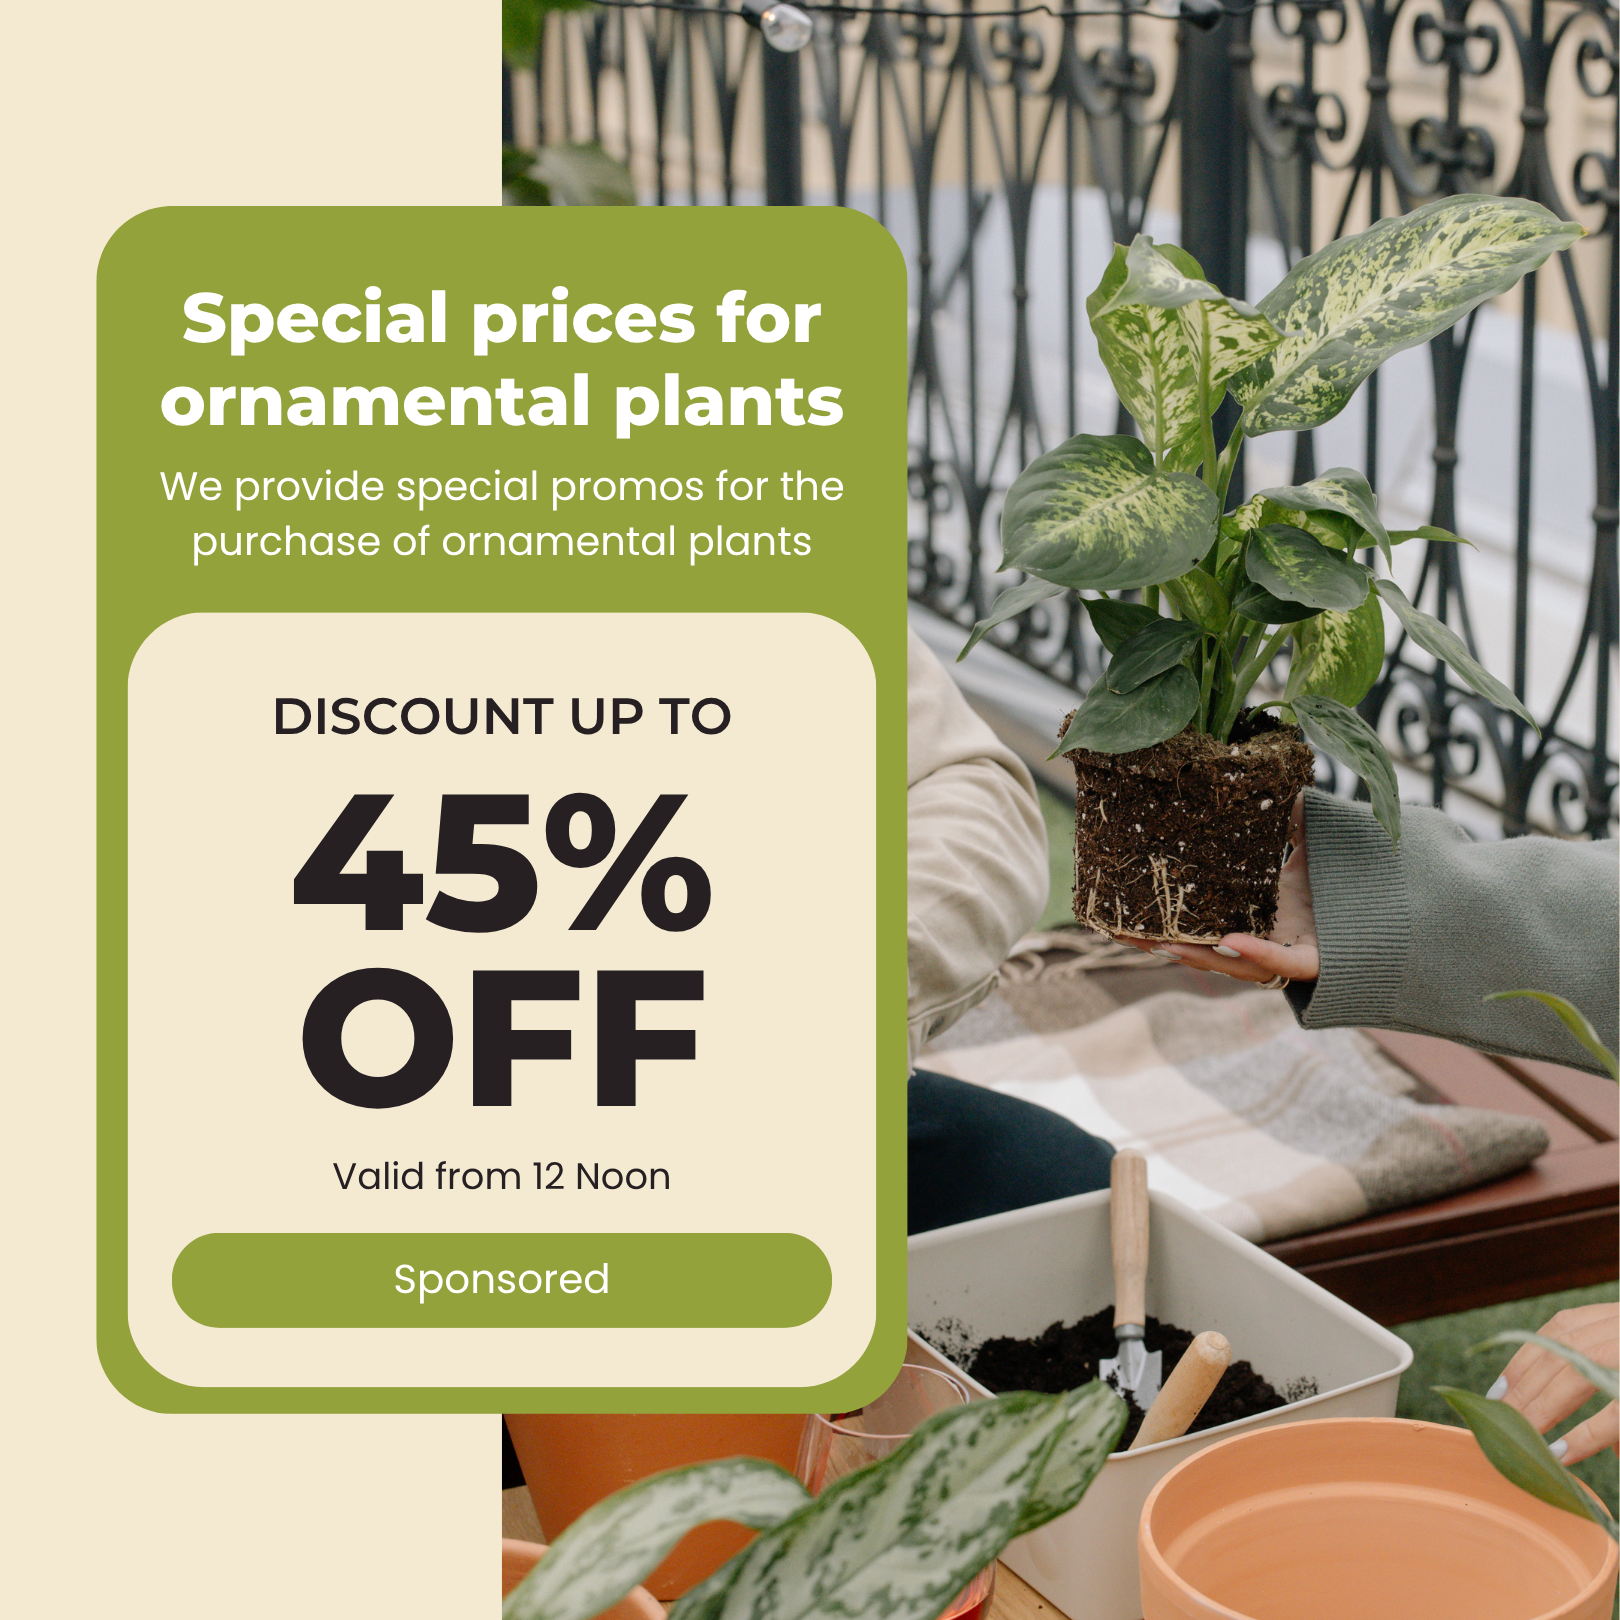 Special prices for
ornamental plants
We provide special promos for the
purchase of ornamental plants
DISCOUNT UP TO
45%
OFF
Valid from 12 Noon
Sponsored